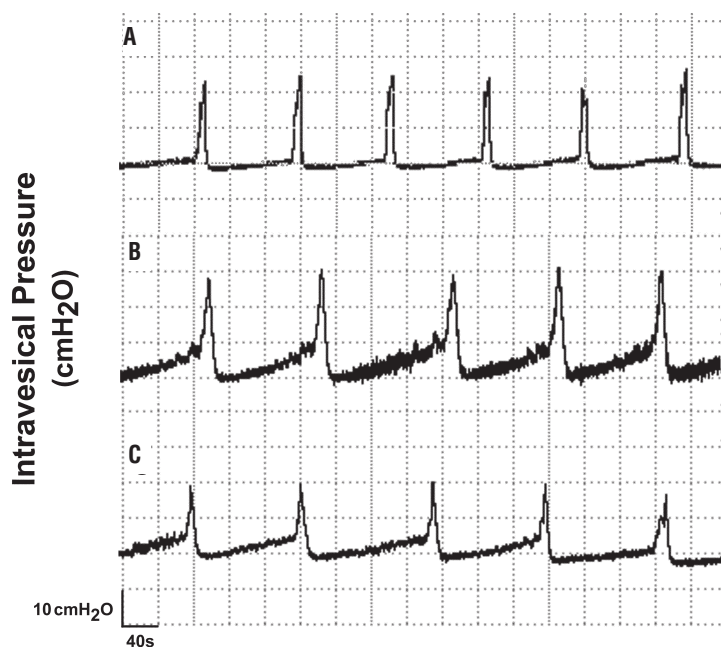 A
B
C
Intravesical Pressure
(cmH2O)
10 cmH2O
40s